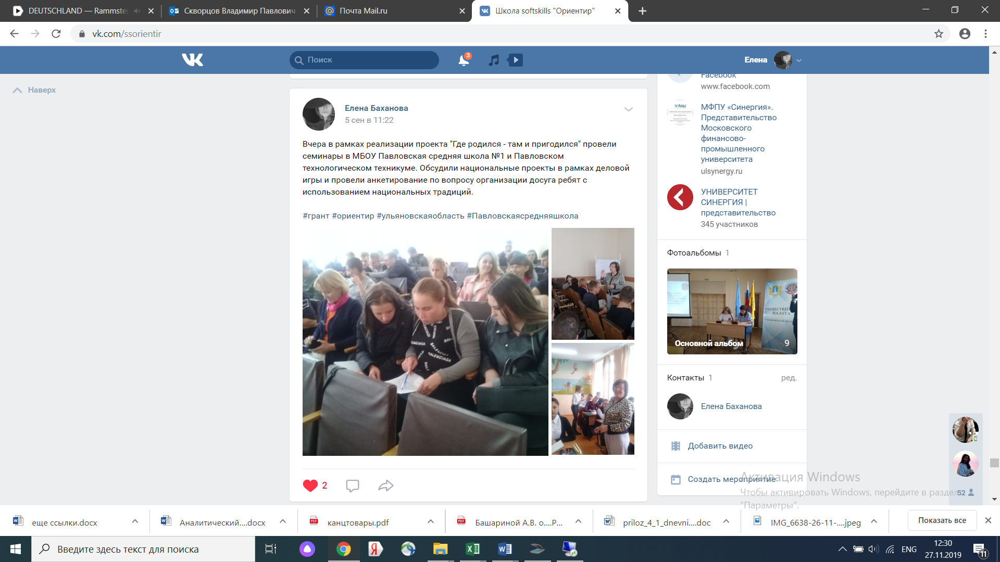 DEUTSCHLAND — Rammstei
Скворцов Владимир Павлович
Почта Mail.ru
Школа softskills "Ориентир"
vk.com/ssorientir
Поиск
3
Елена
Наверх
Елена Баханова
5 сен в 11:22
Вчера в рамках реализации проекта "Где родился - там и пригодился" провели
семинары в МБОУ Павловская средняя школа №1 и Павловском
технологическом техникуме. Обсудили национальные проекты в рамках деловой
игры и провели анкетирование по вопросу организации досуга ребят с
использованием национальных традиций.
#грант #ориентир #ульяновскаяобласть #Павловскаясредняяшкола
BALENCIAGA
BALENCIAGA
2
Facebook
www.facebook.com
МФПУ «Синергия».
Представительство
Московского
финансово-
промышленного
университета
ulsynergy.ru
УНИВЕРСИТЕТ
СИНЕРГИЯ |
представительство
345 участников
Фотоальбомы 1
ОБЩЕСТВЕН
ПАЛАТА
Основной альбом 9
Контакты 1 ред.
Елена Баханова
Добавить видео
Создать мероприятие
Активация Windows
Чтобы активировать Windows, перейдите в раздел
"Параметры".
52
еще ссылки.docx
Аналитический....docx
канцтовары.pdf
Башариной А.В. о....P...
priloz_4_1_dnevni....doc
IMG_6638-26-11-....jpeg
Показать все
Введите здесь текст для поиска
ENG
12:30
27.11.2019
11